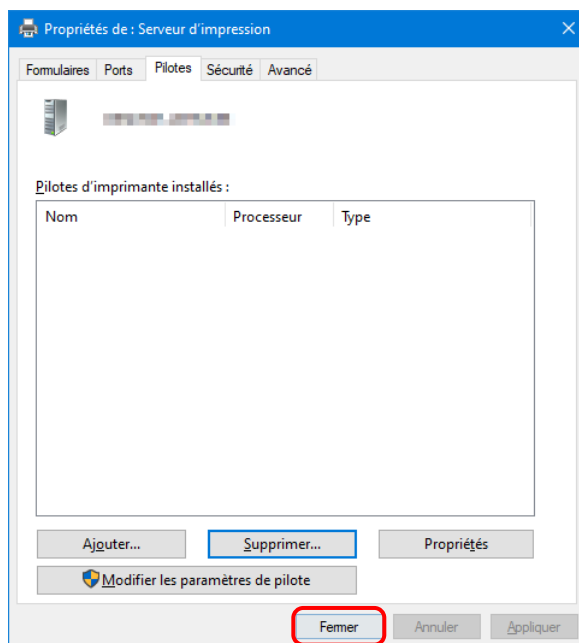 Propriétés de : Serveur d'impression
Formulaires Ports Pilotes Sécurité Avancé
Pilotes d'imprimante installés :
Nom Processeur Type
Ajouter... Supprimer... Propriétés
Modifier les paramètres de pilote
Fermer Annuler Appliquer